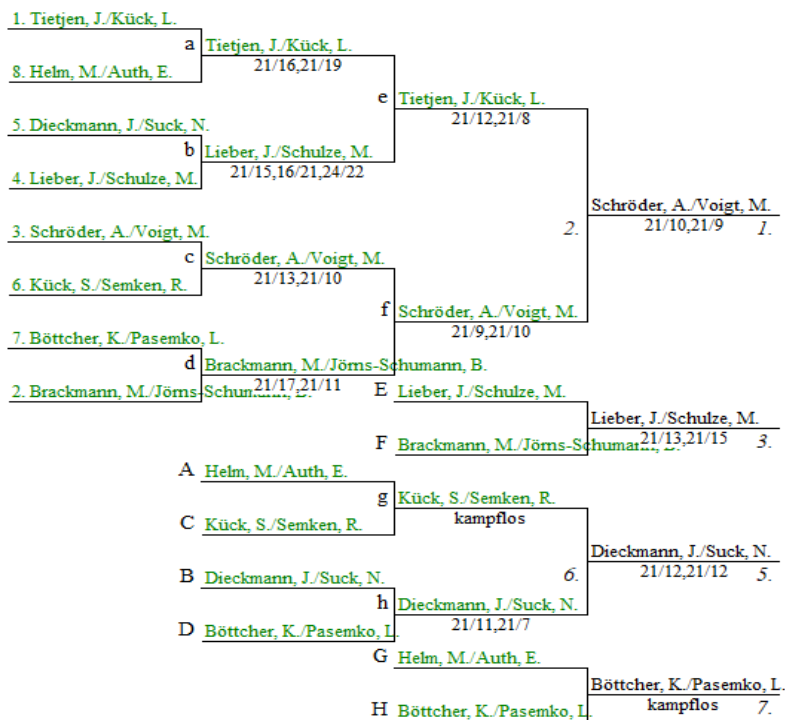 1. Tietjen, J./Kück, L.
a Tietjen, J./Kück, L.
21/16,21/19
8. Helm, M./Auth, E.
e Tietjen, J./Kück, L.
21/12,21/8
5. Dieckmann, J./Suck, N.
b Lieber, J./Schulze, M.
21/15,16/21,24/22
4. Lieber, J./Schulze, M.
Schröder, A./Voigt, M.
2. 21/10,21/9 1.
3. Schröder, A./Voigt, M.
c Schröder, A./Voigt, M.
21/13,21/10
6. Kück, S./Semken, R.
f Schröder, A./Voigt, M.
21/9,21/10
7. Böttcher, K./Pasemko, L.
d Brackmann, M./Jörns-Schumann, B.
21/17,21/11
2. Brackmann, M./Jörns-Schumann, B.
E Lieber, J./Schulze, M.
Lieber, J./Schulze, M.
21/13,21/15 3.
F Brackmann, M./Jörns-Schumann, B.
A Helm, M./Auth, E.
g Kück, S./Semken, R.
kampflos
C Kück, S./Semken, R.
Dieckmann, J./Suck, N.
6. 21/12,21/12 5.
B Dieckmann, J./Suck, N.
h Dieckmann, J./Suck, N.
21/11,21/7
D Böttcher, K./Pasemko, L.
G Helm, M./Auth, E.
Böttcher, K./Pasemko, L.
kampflos 7.
H Böttcher, K./Pasemko, L.